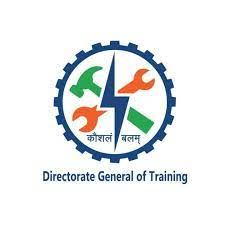 कौशलं बलम्
Directorate General of Training